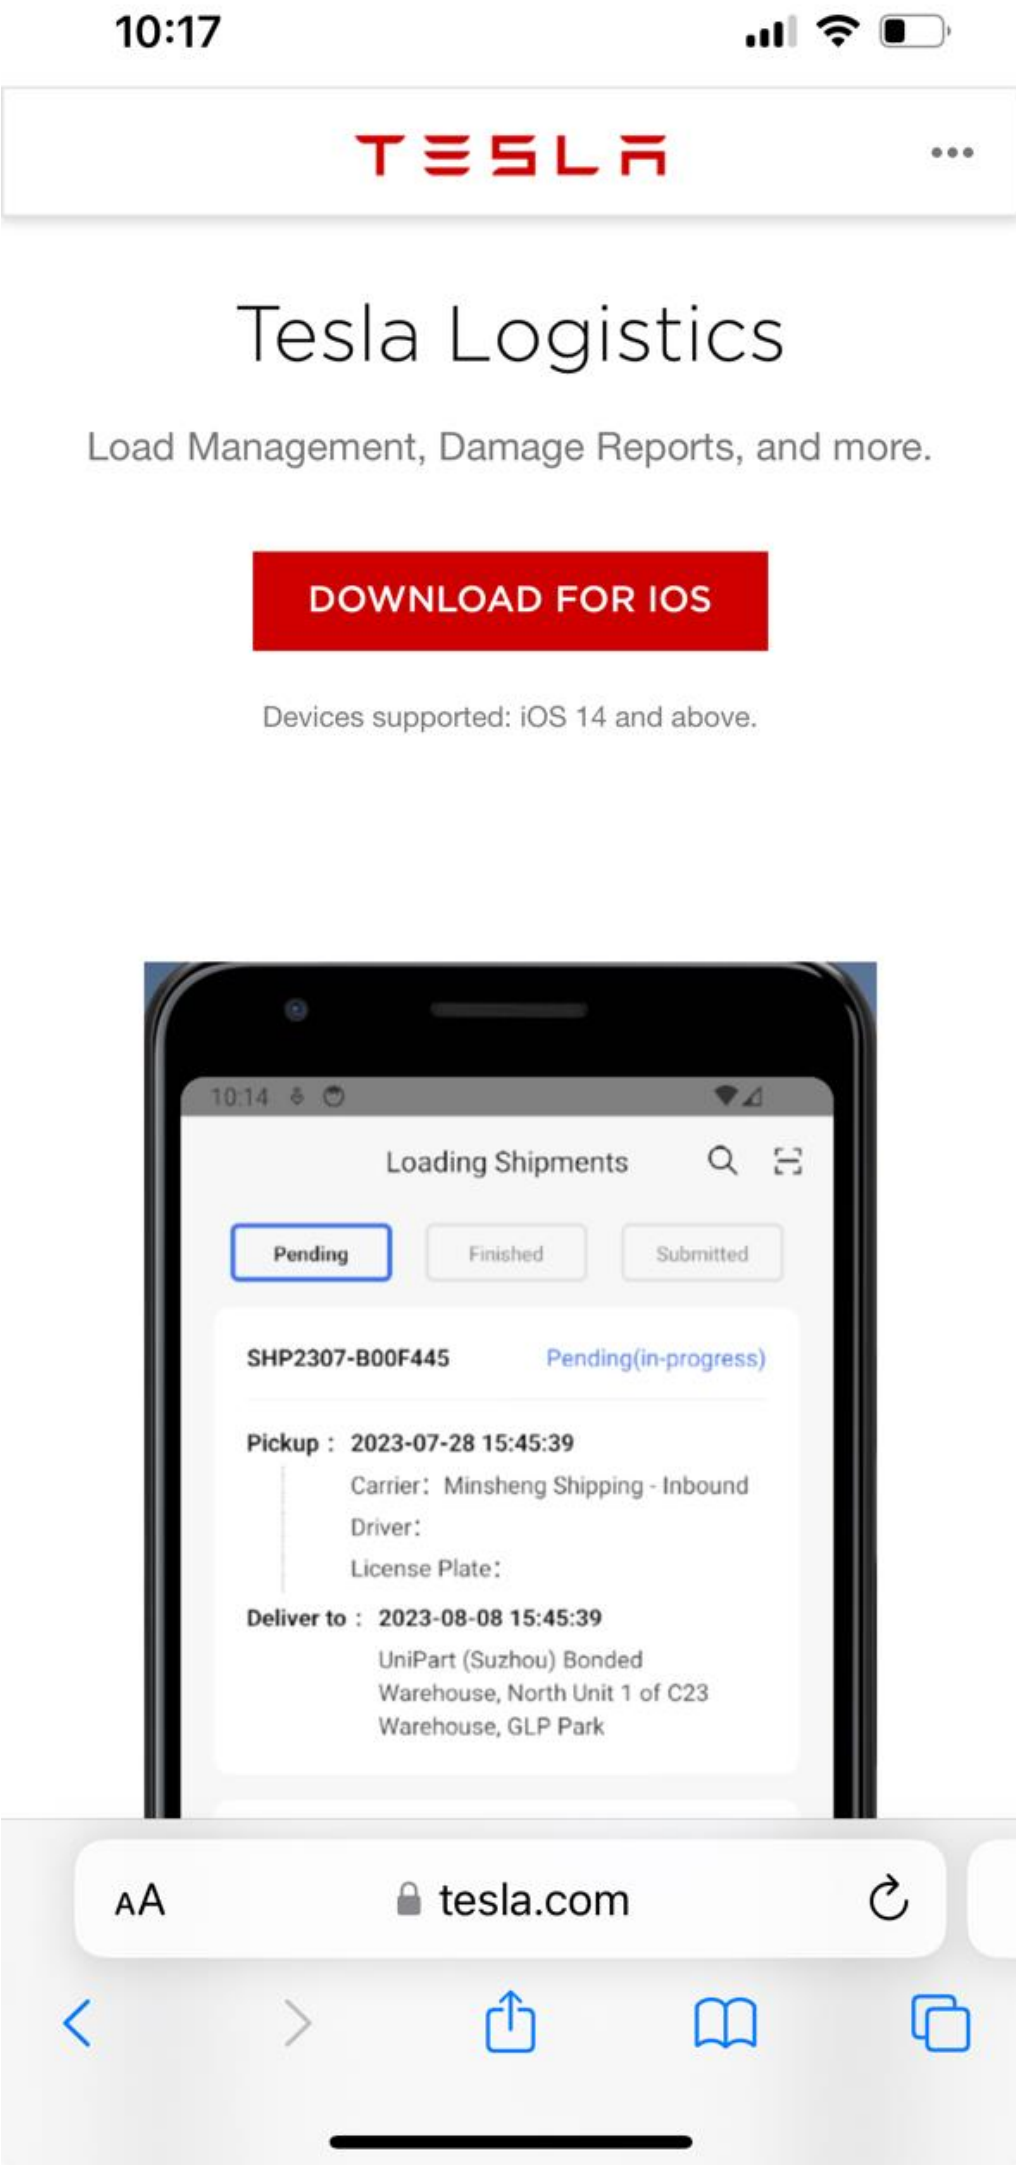 10:17
TESLA
Tesla Logistics
Load Management, Damage Reports, and more.
DOWNLOAD FOR IOS
Devices supported: iOS 14 and above.
10:14
Loading Shipments
Pending
Finished
Submitted
SHP2307-B00F445
Pending(in-progress)
Pickup : 2023-07-28 15:45:39
Carrier: Minsheng Shipping - Inbound
Driver:
License Plate:
Deliver to : 2023-08-08 15:45:39
UniPart (Suzhou) Bonded
Warehouse, North Unit 1 of C23
Warehouse, GLP Park
AA
tesla.com